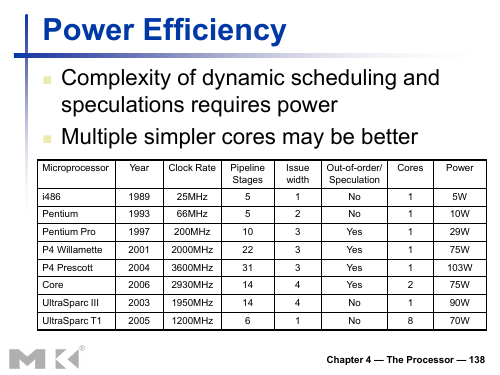 Power Efficiency
Complexity of dynamic scheduling and
speculations requires power
Multiple simpler cores may be better
Microprocessor Year Clock Rate Pipeline Stages Issue width Out-of-order/ Speculation Cores Power
i486 1989 25MHz 5 1 No 1 5W
Pentium 1993 66MHz 5 2 No 1 10W
Pentium Pro 1997 200MHz 10 3 Yes 1 29W
P4 Willamette 2001 2000MHz 22 3 Yes 1 75W
P4 Prescott 2004 3600MHz 31 3 Yes 1 103W
Core 2006 2930MHz 14 4 Yes 2 75W
UltraSparc III 2003 1950MHz 14 4 No 1 90W
UltraSparc T1 2005 1200MHz 6 1 No 8 70W
MK®
Chapter 4 — The Processor — 138